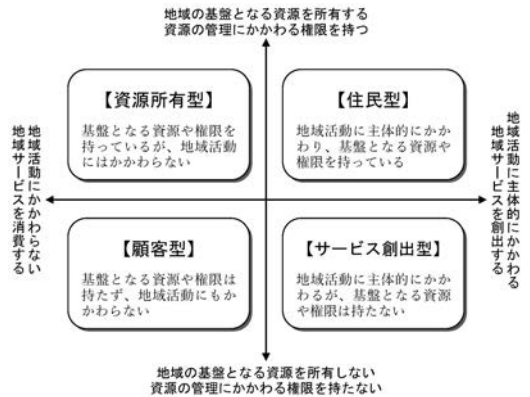 地域の基盤となる資源を所有する
資源の管理にかかわる権限を持つ
【資源所有型】
基盤となる資源や権限を
持っているが、地域活動
にはかかわらない
【住民型】
地域活動に主体的にかか
わり、基盤となる資源や
権限を持っている
地域活動にかかわらない
地域サービスを消費する
地域活動に主体的にかかわる
地域サービスを創出する
【顧客型】
基盤となる資源や権限は
持たず、地域活動にもか
かわらない
【サービス創出型】
地域活動に主体的にかか
わるが、基盤となる資源
や権限は持たない
地域の基盤となる資源を所有しない
資源の管理にかかわる権限を持たない